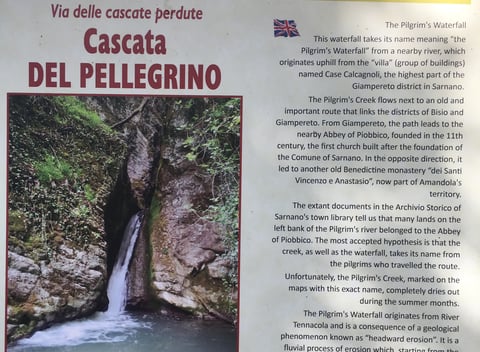 Via delle cascate perdute
Cascata
DEL PELLEGRINO
The Pilgrim's Waterfall
This waterfall takes its name meaning "the
Pilgrim's Waterfall" from a nearby river, which
originates uphill from the "villa" (group of buildings)
named Case Calcagnoli, the highest part of the
Giampereto district in Sarnano.
The Pilgrim's Creek flows next to an old and
important route that links the districts of Bisio and
Giampereto. From Giampereto, the path leads to the
nearby Abbey of Piobbico, founded in the 11th
century, the first church built after the foundation of
the Comune of Sarnano. In the opposite direction, it
led to another old Benedictine monastery "dei Santi
Vincenzo e Anastasio", now part of Amandola's
territory.
The extant documents in the Archivio Storico of
Sarnano's town library tell us that many lands on the
left bank of the Pilgrim's river belonged to the Abbey
of Piobbico. The most accepted hypothesis is that the
creek, as well as the waterfall, takes its name from
the pilgrims who travelled the route.
Unfortunately, the Pilgrim's Creek, marked on the
maps with this exact name, completely dries out
during the summer months.
The Pilgrim's Waterfall originates from River
Tennacola and is a consequence of a geological
phenomenon known as "headward erosion". It is a
fluvial process of erosion which, starting from the